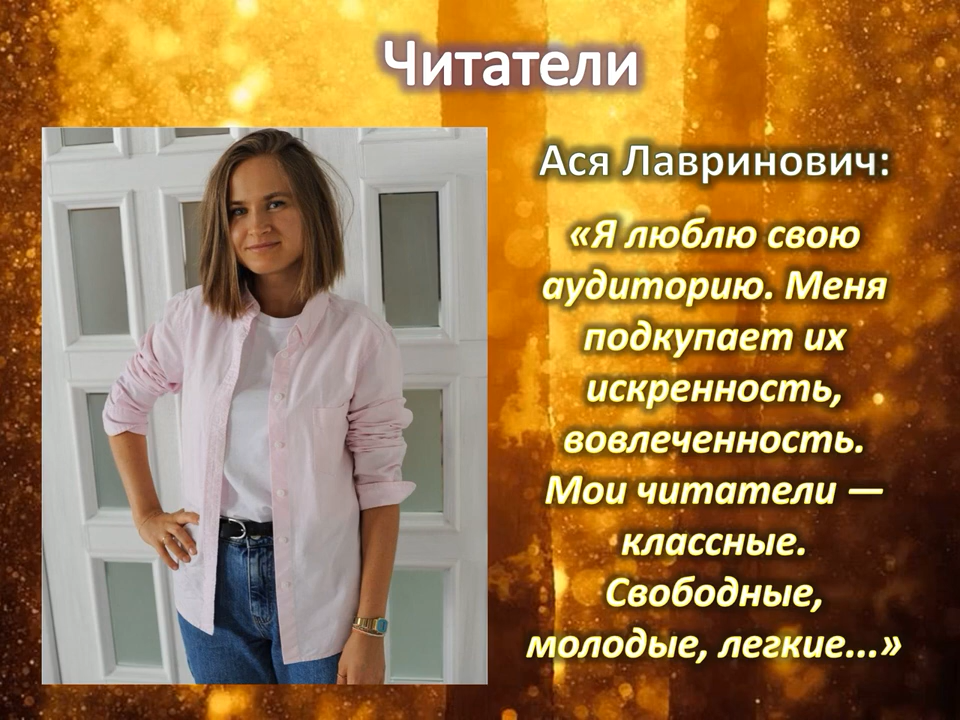 Читатели
Ася Лавринович:
«Я люблю свою
аудиторию. Меня
подкупает их
искренность,
вовлеченность.
Мои читатели —
классные.
Свободные,
молодые, легкие...»